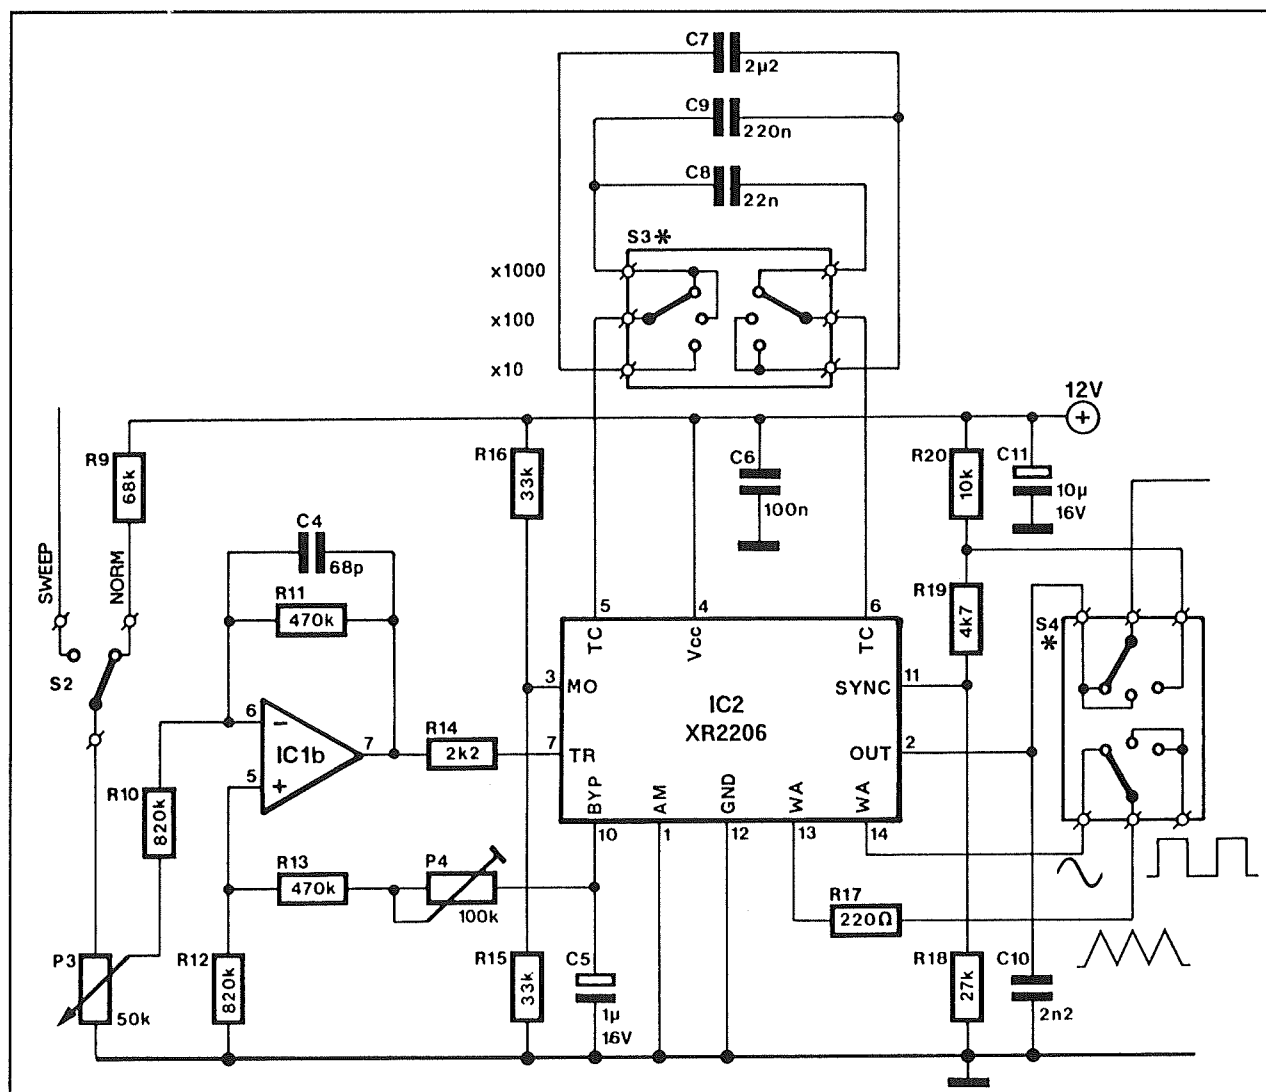 C7
2µ2
C9
220n
C8
22n
S3*
x1000
x100
x10
12V
+
R9
68k
R16
33k
C6
100n
R20
10k
C11
10µ
16V
C4
68p
SWEEP
NORM
R11
470k
5
4
6
R19
4k7
S4
*
TC
Vcc
TC
S2
3
MO
SYNC
11
IC2
XR2206
6
−
IC1b
7
R14
2k2
7
TR
OUT
2
5
+
BYP
AM
GND
WA
WA
R10
820k
10
1
12
13
14
R13
470k
P4
100k
R17
220Ω
P3
50k
R12
820k
R15
33k
C5
1µ
16V
R18
27k
C10
2n2